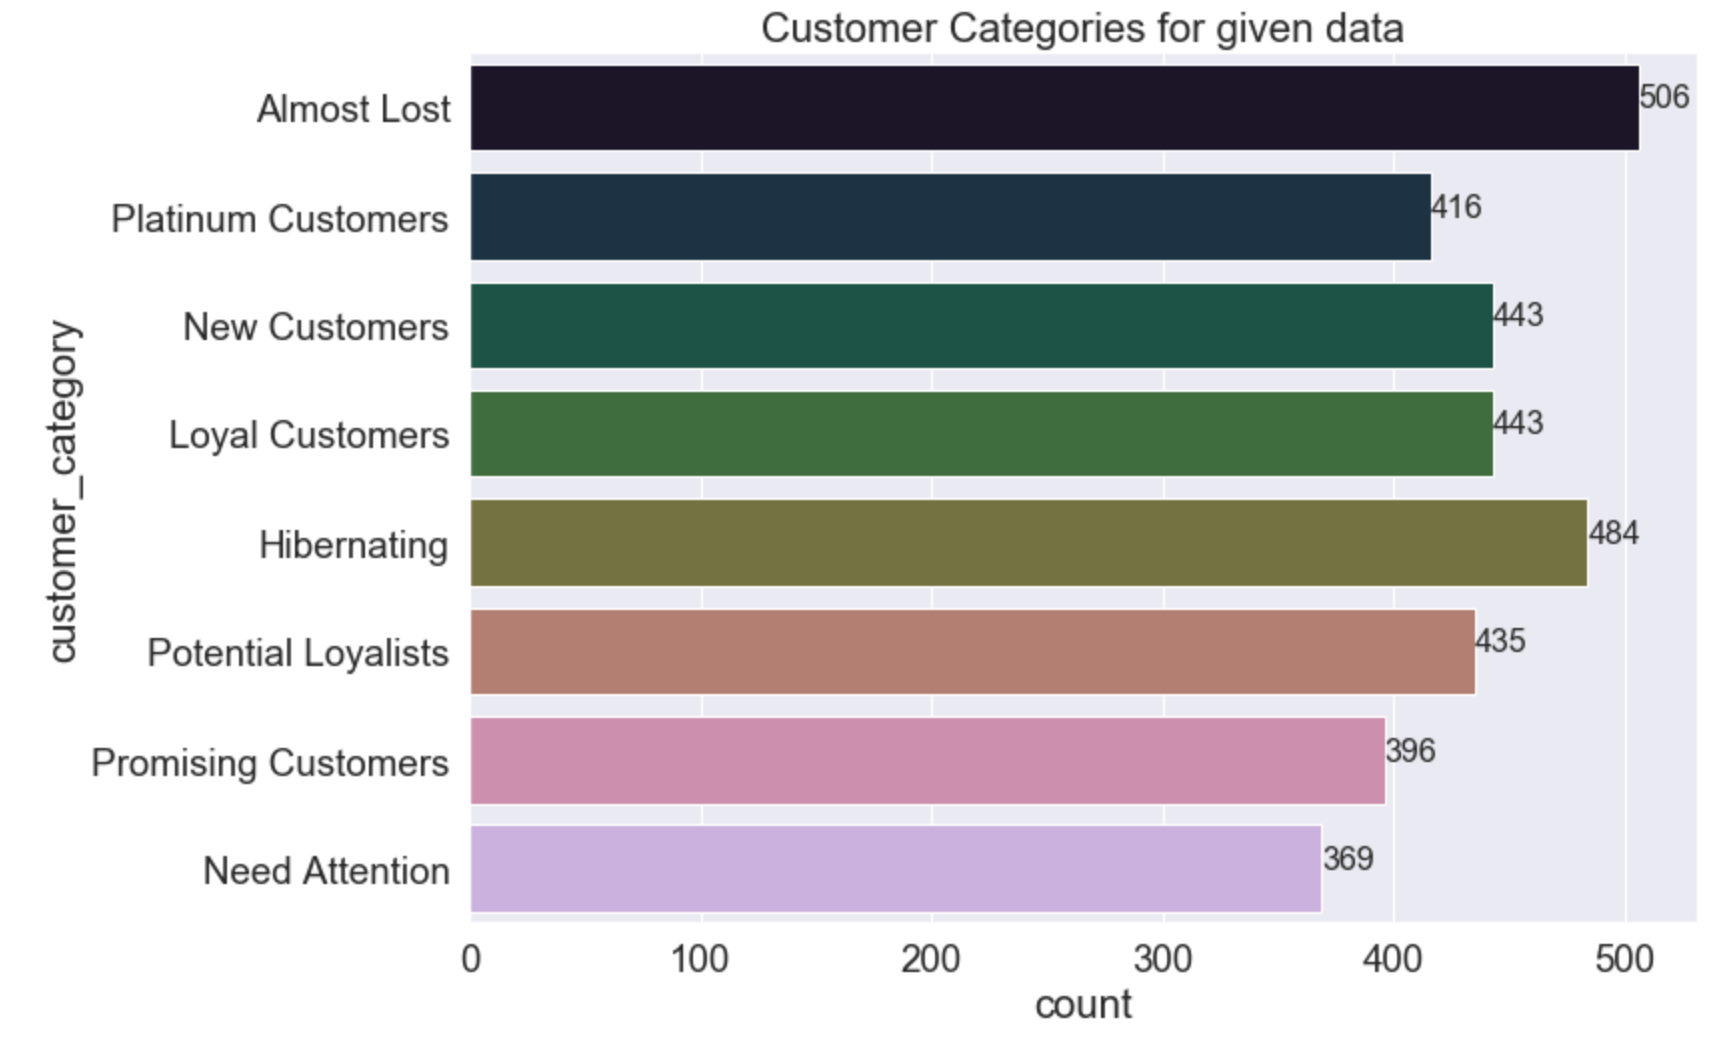 Customer Categories for given data
customer_category
Almost Lost 506
Platinum Customers 416
New Customers 443
Loyal Customers 443
Hibernating 484
Potential Loyalists 435
Promising Customers 396
Need Attention 369
0 100 200 300 400 500
count